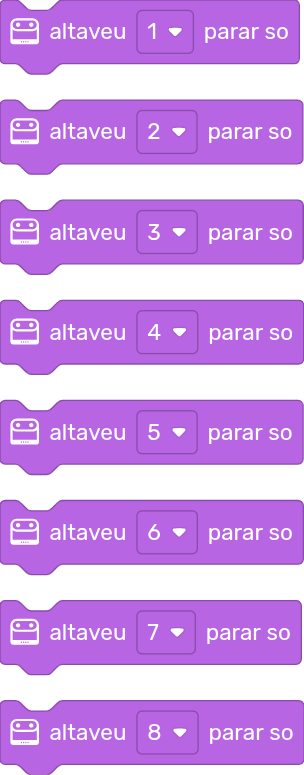 altaveu 1 parar so
altaveu 2 parar so
altaveu 3 parar so
altaveu 4 parar so
altaveu 5 parar so
altaveu 6 parar so
altaveu 7 parar so
altaveu 8 parar so